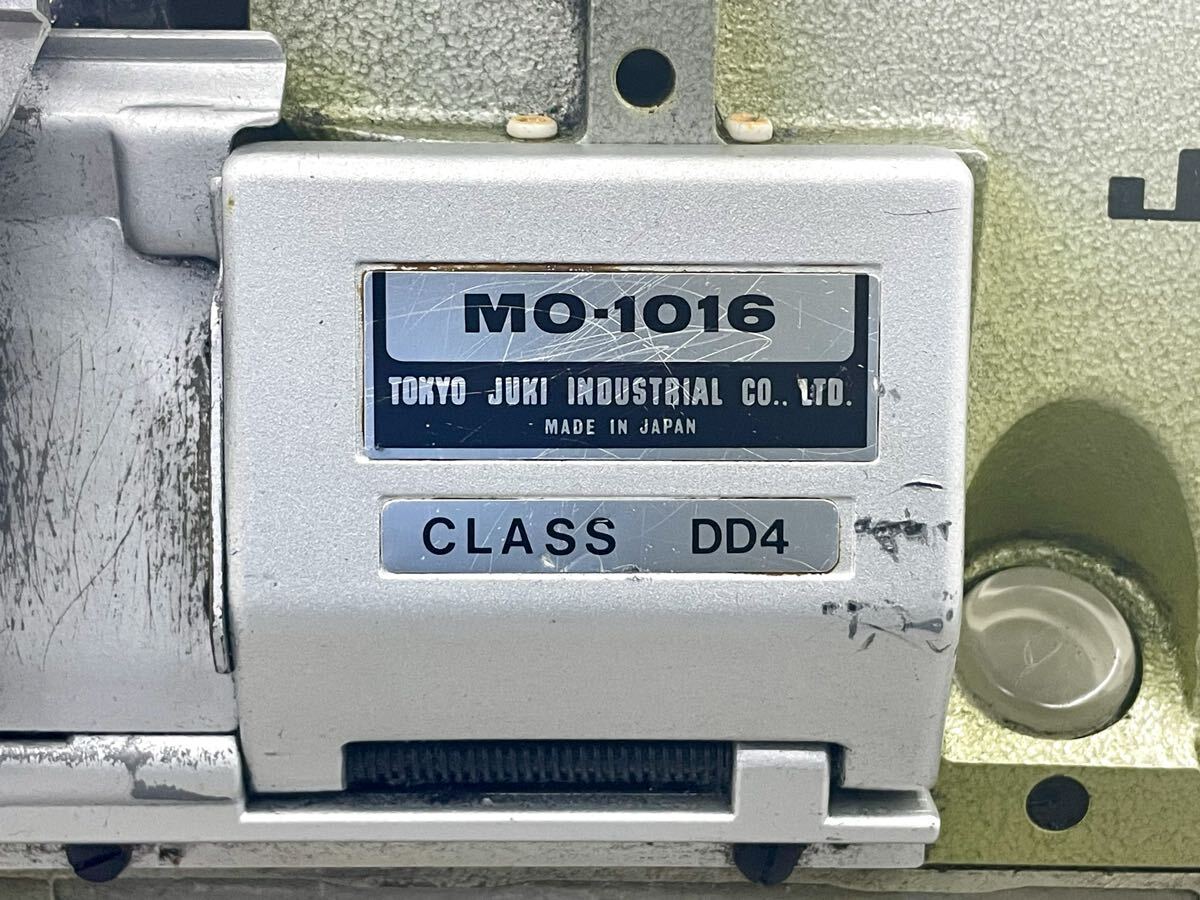 MO-1016
TOKYO JUKI INDUSTRIAL CO., LTD.
MADE IN JAPAN
CLASS DD4